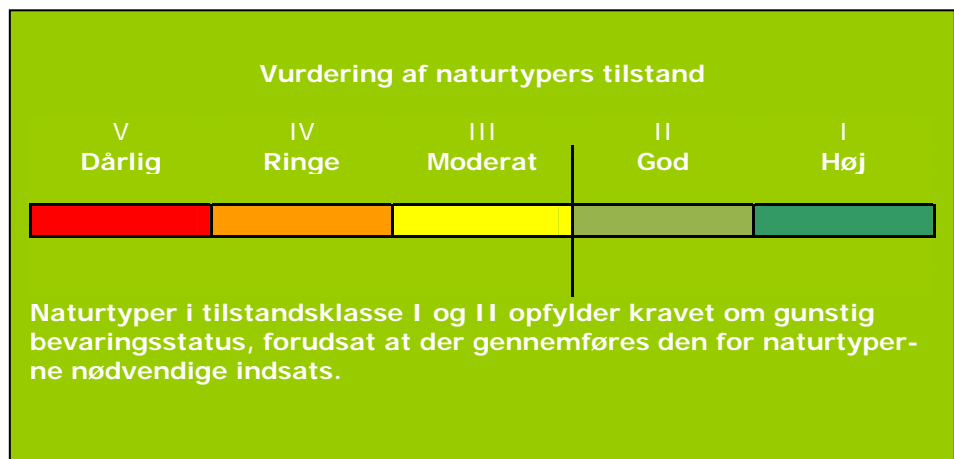 Vurdering af naturtypers tilstand
V IV III II I
Dårlig Ringe Moderat God Høj
Naturtyper i tilstandsklasse I og II opfylder kravet om gunstig
bevaringsstatus, forudsat at der gennemføres den for naturtyper-
ne nødvendige indsats.